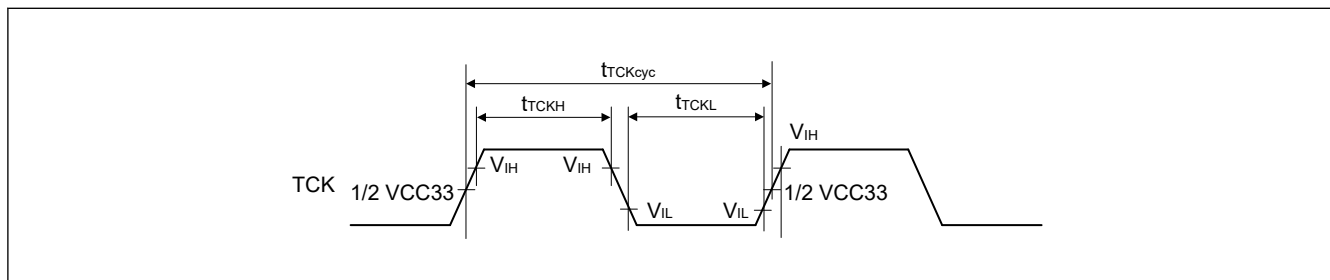 tTCKcyc
tTCKH
tTCKL
VIH
VIH
VIH
TCK
1/2 VCC33
1/2 VCC33
VIL
VIL